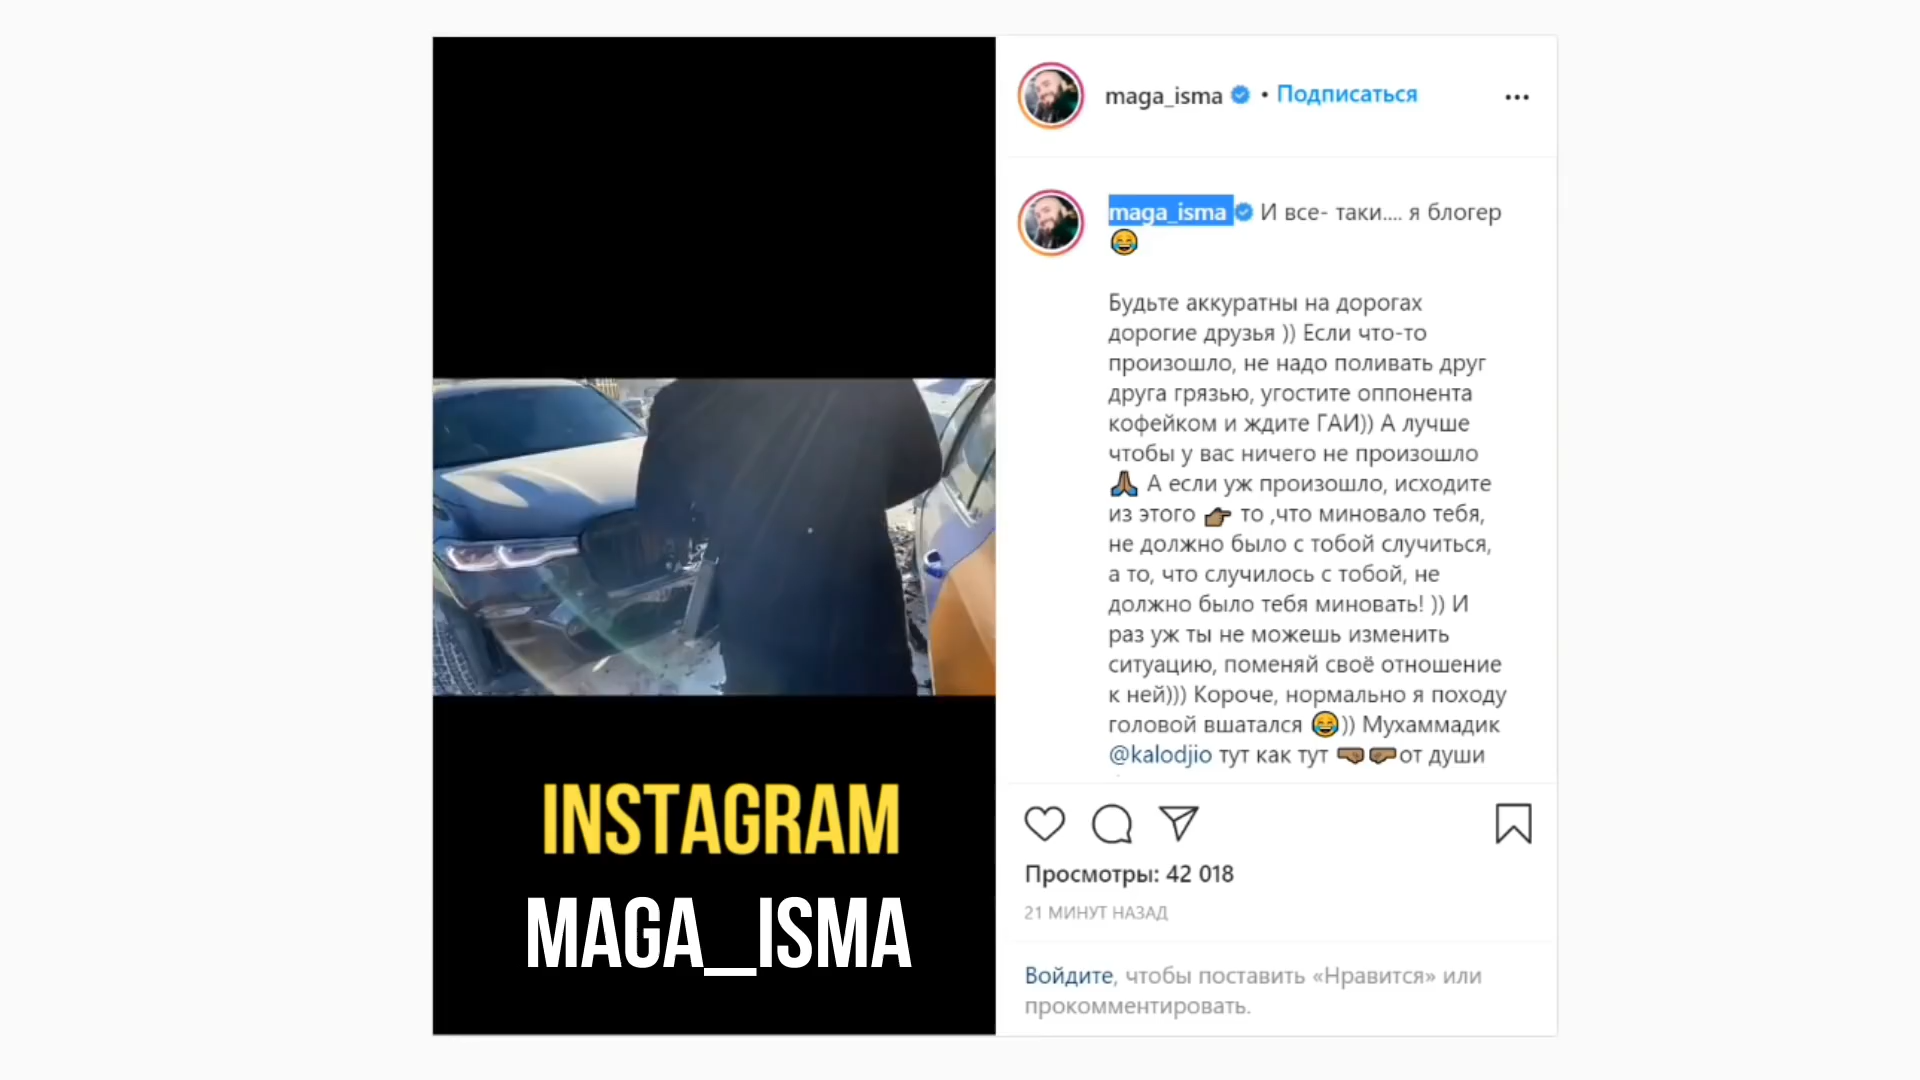 INSTAGRAM
MAGA_ISMA
maga_isma • Подписаться
maga_isma И все- таки.... я блогер
😂
Будьте аккуратны на дорогах
дорогие друзья )) Если что-то
произошло, не надо поливать друг
друга грязью, угостите оппонента
кофейком и ждите ГАИ)) А лучше
чтобы у вас ничего не произошло
🙏🏽 А если уж произошло, исходите
из этого 👉🏽 то ,что миновало тебя,
не должно было с тобой случиться,
а то, что случилось с тобой, не
должно было тебя миновать! )) И
раз уж ты не можешь изменить
ситуацию, поменяй своё отношение
к ней))) Короче, нормально я походу
головой вшатался 😂)) Мухаммадик
@kalodjio тут как тут 🤜🏽🤛🏽от души
Просмотры: 42 018
21 МИНУТ НАЗАД
Войдите, чтобы поставить «Нравится» или
прокомментировать.